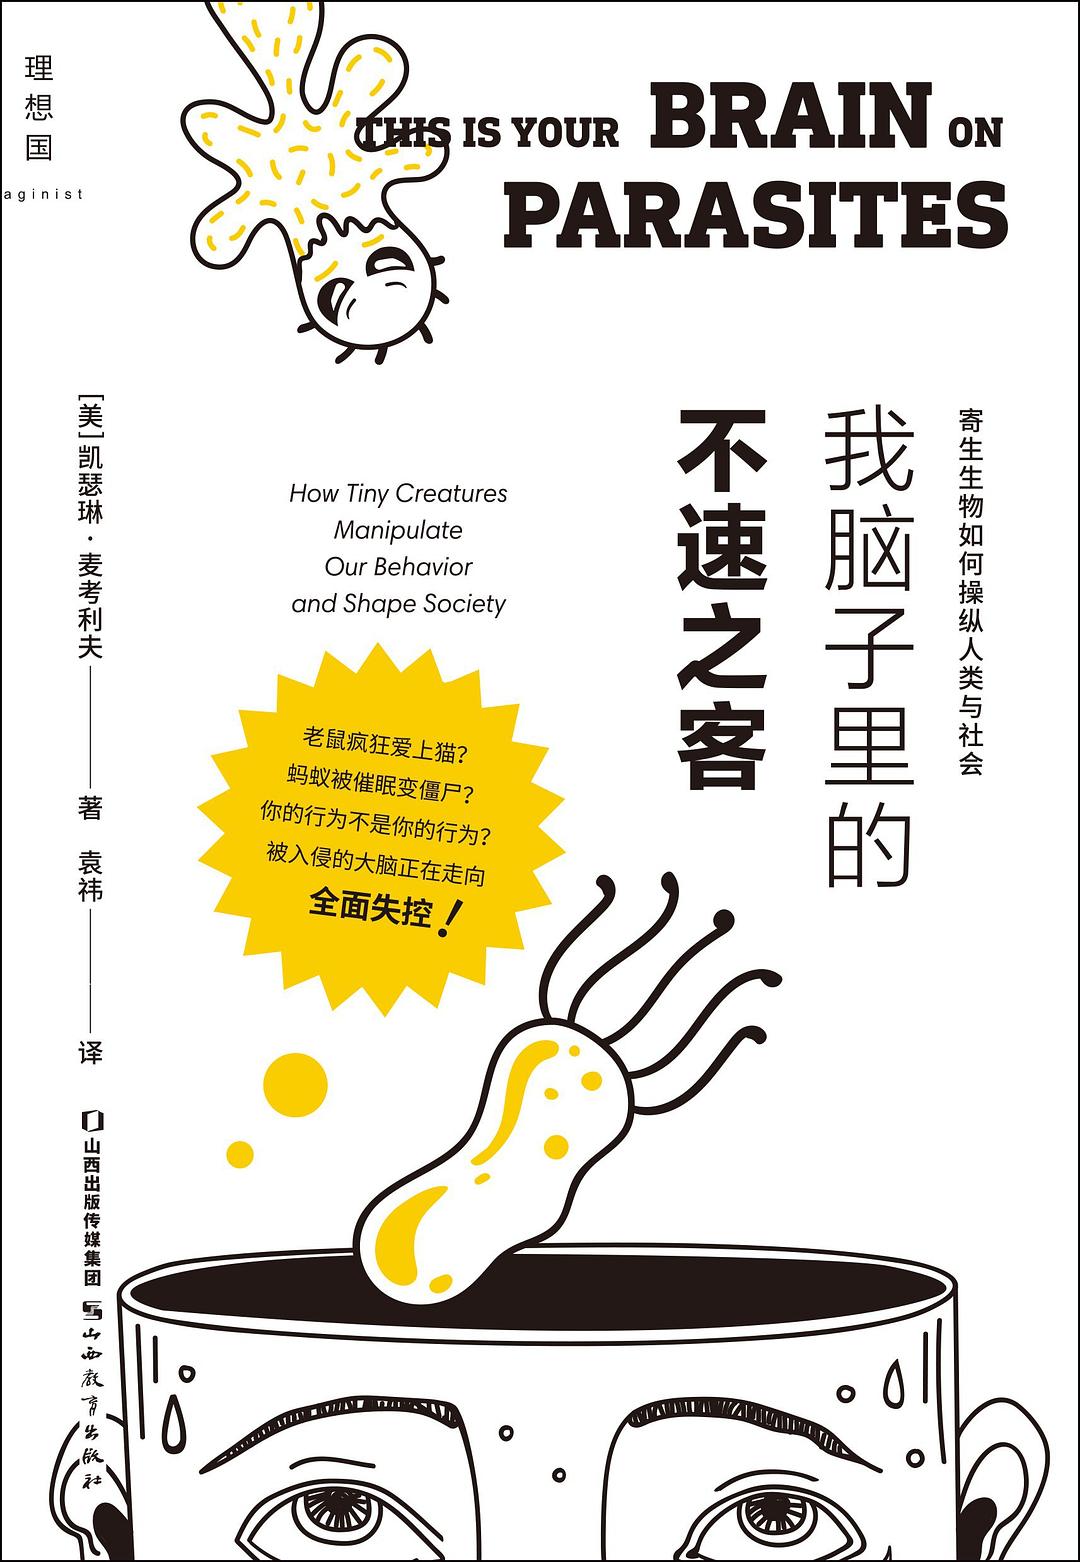 理想国
aginist
THIS IS YOUR BRAIN ON
PARASITES
寄生生物如何操纵人类与社会
我脑子里的
不速之客
How Tiny Creatures
Manipulate
Our Behavior
and Shape Society
老鼠疯狂爱上猫？
蚂蚁被催眠变僵尸？
你的行为不是你的行为？
被入侵的大脑正在走向
全面失控！
[美]凯瑟琳·麦考利夫——著 袁祎——译
山西出版传媒集团 山西教育出版社